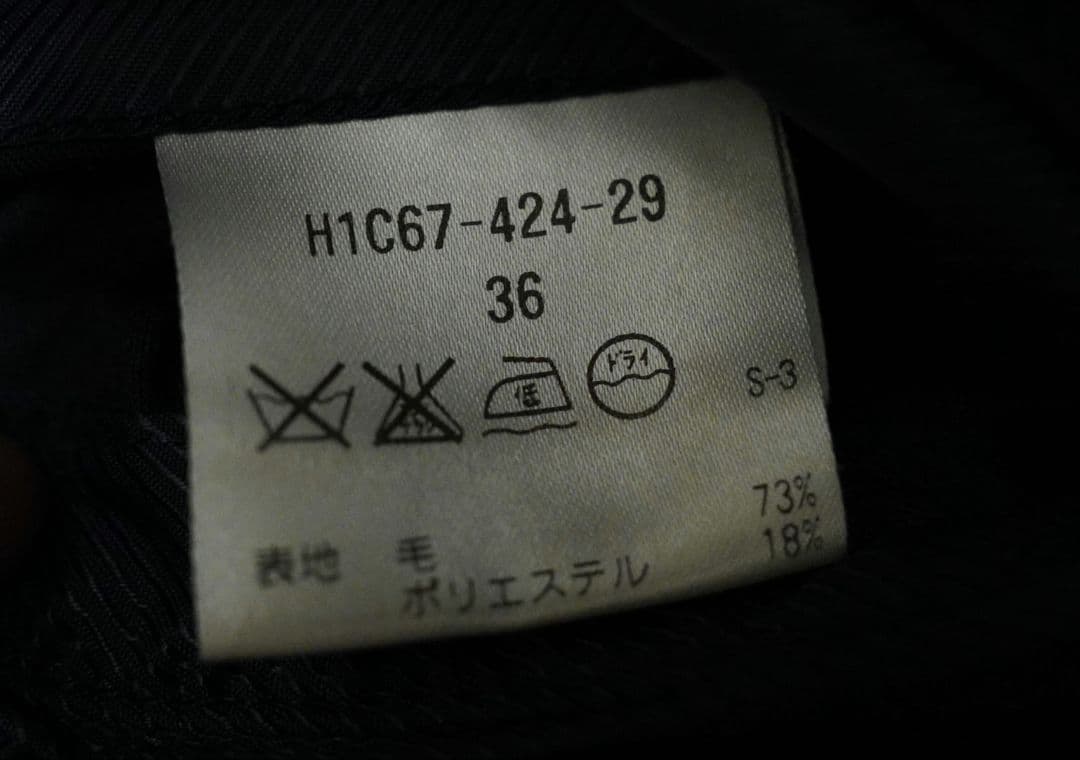 H1C67-424-29
36
中 ドライ
S-3
表地 毛 73%
ポリエステル 18%